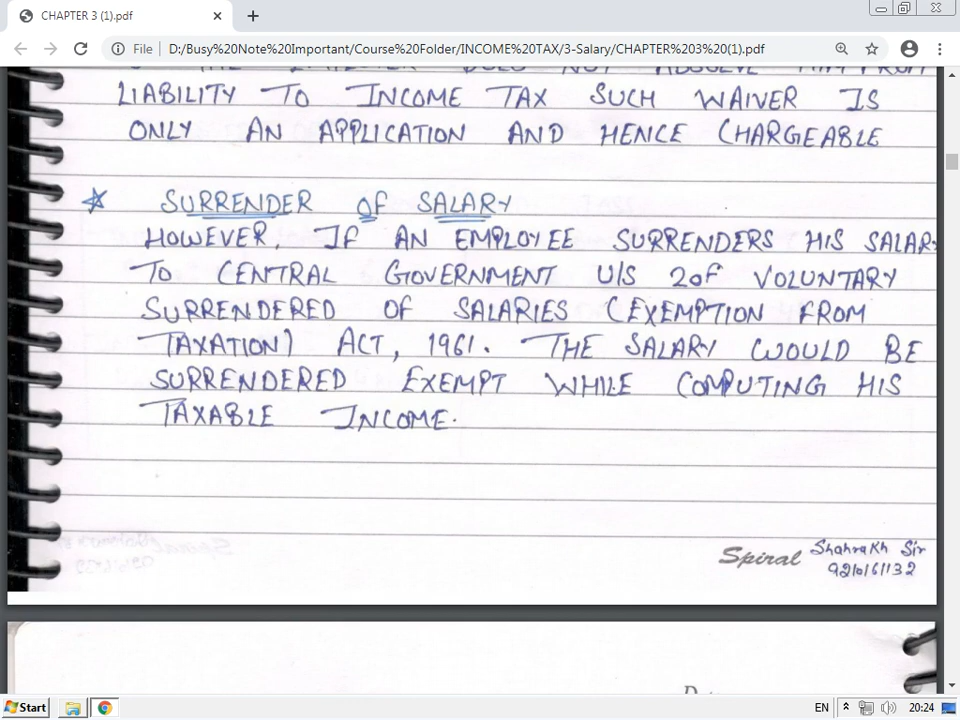 CHAPTER 3 (1).pdf
File | D:/Busy%20Note%20Important/Course%20Folder/INCOME%20TAX/3-Salary/CHAPTER%203%20(1).pdf
LIABILITY TO INCOME TAX SUCH WAIVER IS
ONLY AN APPLICATION AND HENCE CHARGEABLE
SURRENDER OF SALARY
HOWEVER, IF AN EMPLOYEE SURRENDERS HIS SALARY
TO CENTRAL GOVERNMENT U/S 2 OF VOLUNTARY
SURRENDERED OF SALARIES (EXEMPTION FROM
TAXATION) ACT, 1961. THE SALARY WOULD BE
SURRENDERED EXEMPT WHILE COMPUTING HIS
TAXABLE INCOME.
Spiral Shahrakh Sir
9210161132
Start EN 20:24